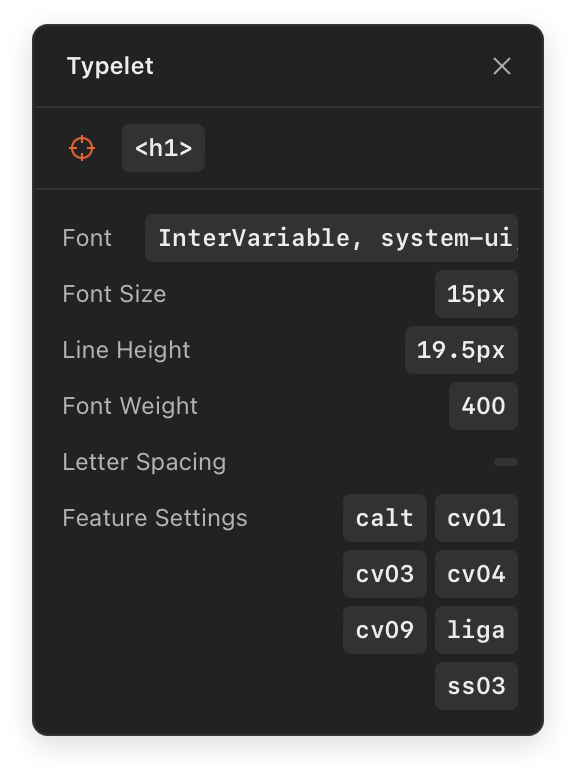 Typelet
<h1>
Font InterVariable, system-ui,
Font Size 15px
Line Height 19.5px
Font Weight 400
Letter Spacing
Feature Settings calt cv01
cv03 cv04
cv09 liga
ss03